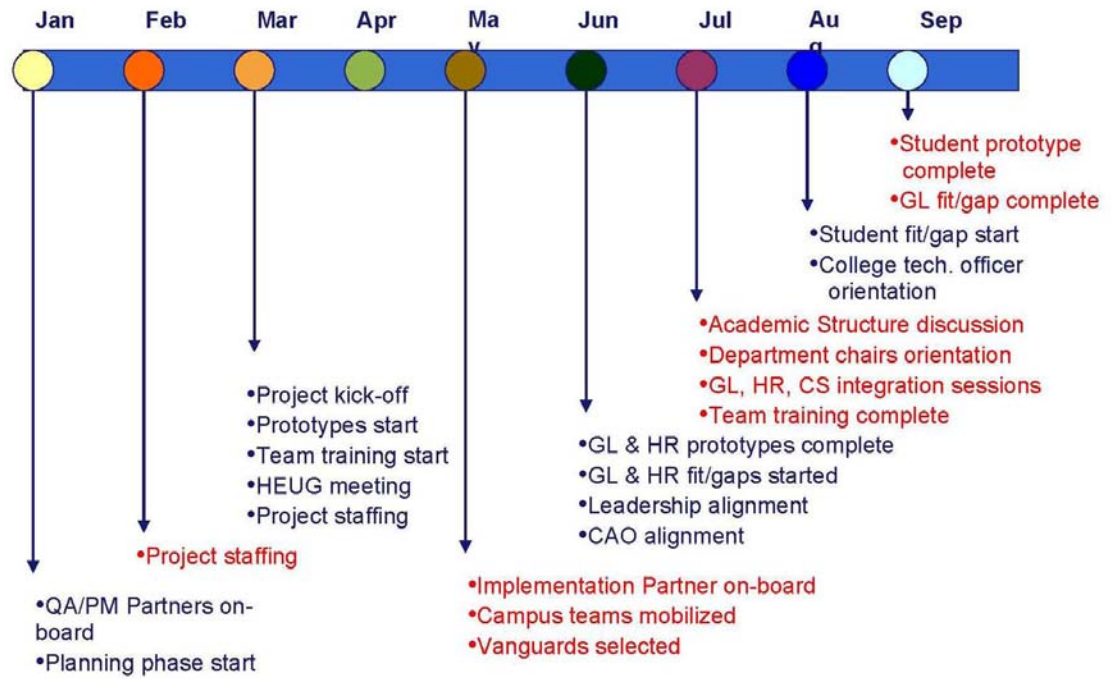 Jan Feb Mar Apr Ma Jun Jul Au Sep
y g
•Student prototype
complete
•GL fit/gap complete
•Student fit/gap start
•College tech. officer
orientation
•Academic Structure discussion
•Department chairs orientation
•GL, HR, CS integration sessions
•Team training complete
•Project kick-off
•Prototypes start
•Team training start
•HEUG meeting
•Project staffing
•GL & HR prototypes complete
•GL & HR fit/gaps started
•Leadership alignment
•CAO alignment
•Project staffing
•Implementation Partner on-board
•Campus teams mobilized
•Vanguards selected
•QA/PM Partners on-
board
•Planning phase start